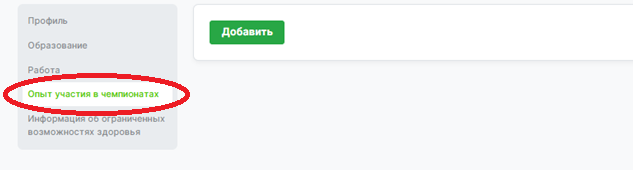 Профиль
Образование
Работа
Опыт участия в чемпионатах
Информация об ограниченных
возможностях здоровья
Добавить